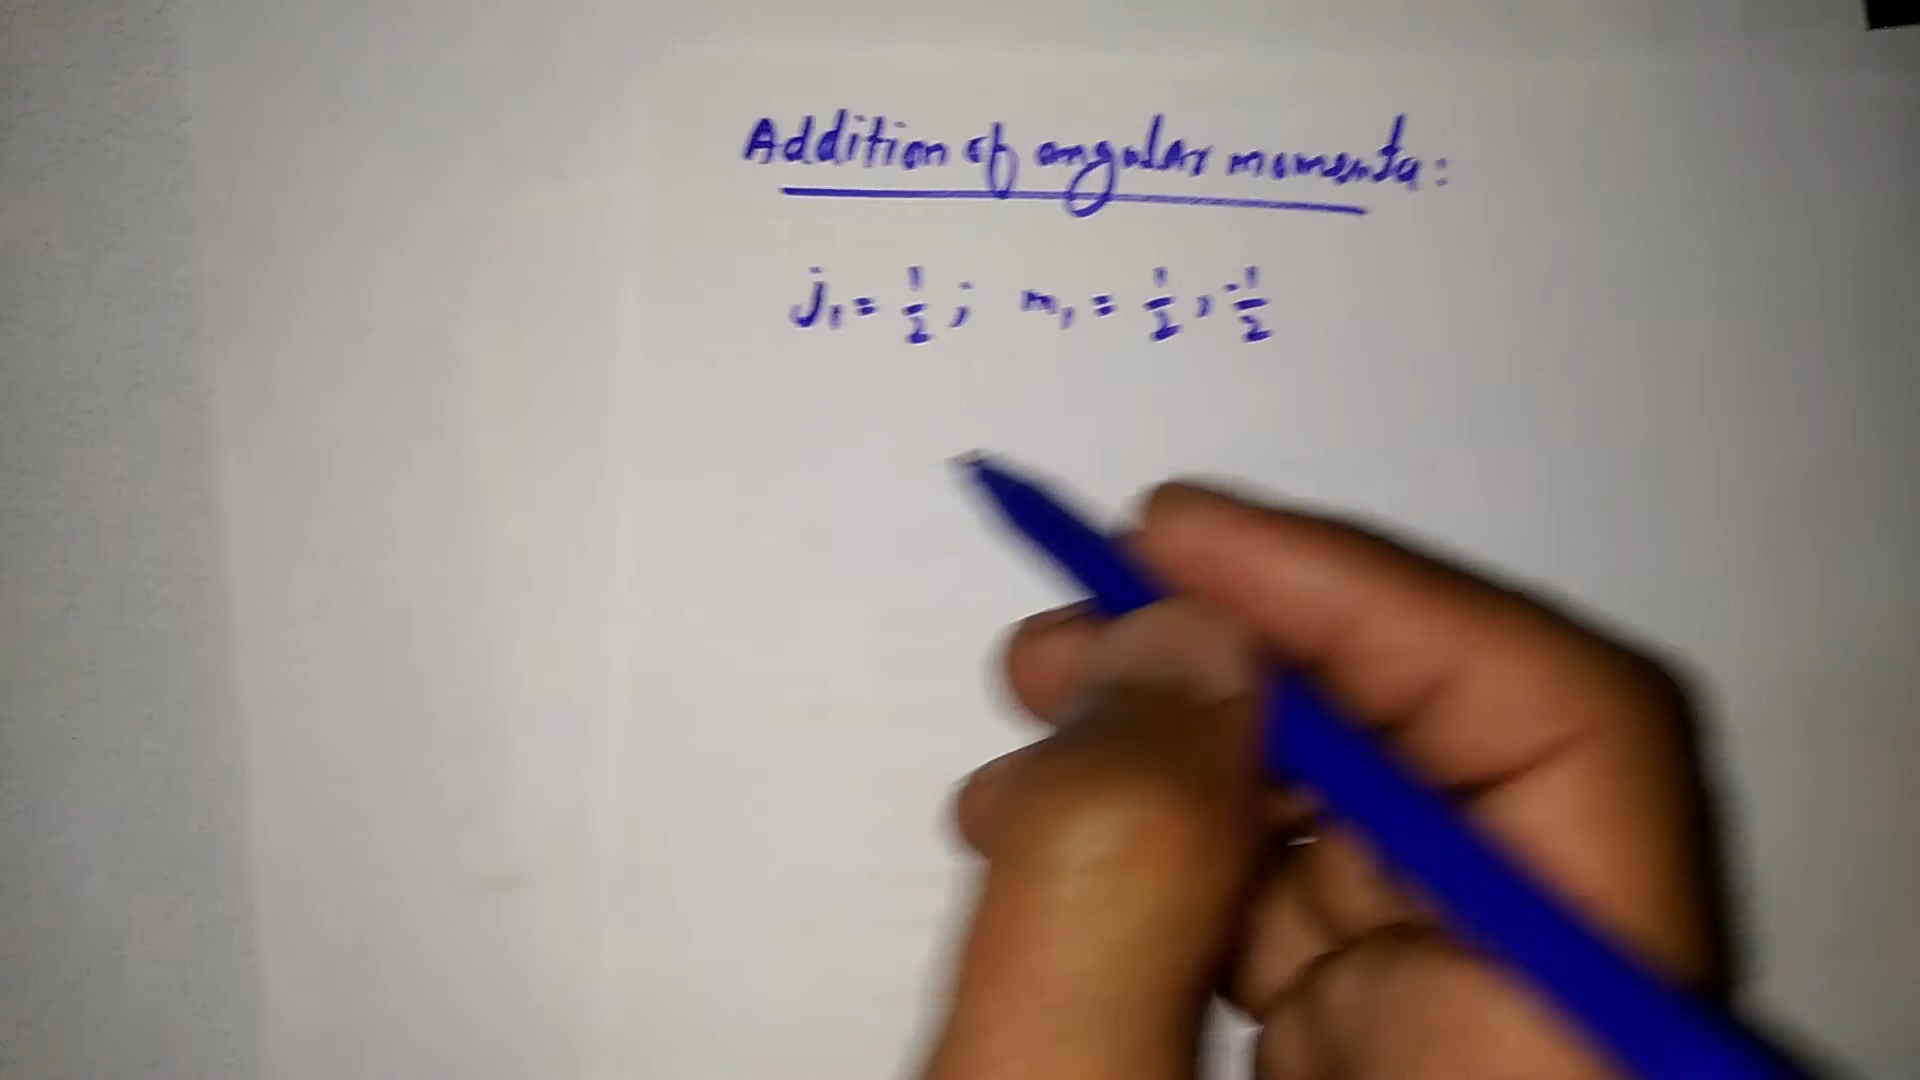 Addition of angular momenta:
j₁ = 1/2 ; m₁ = 1/2 , -1/2